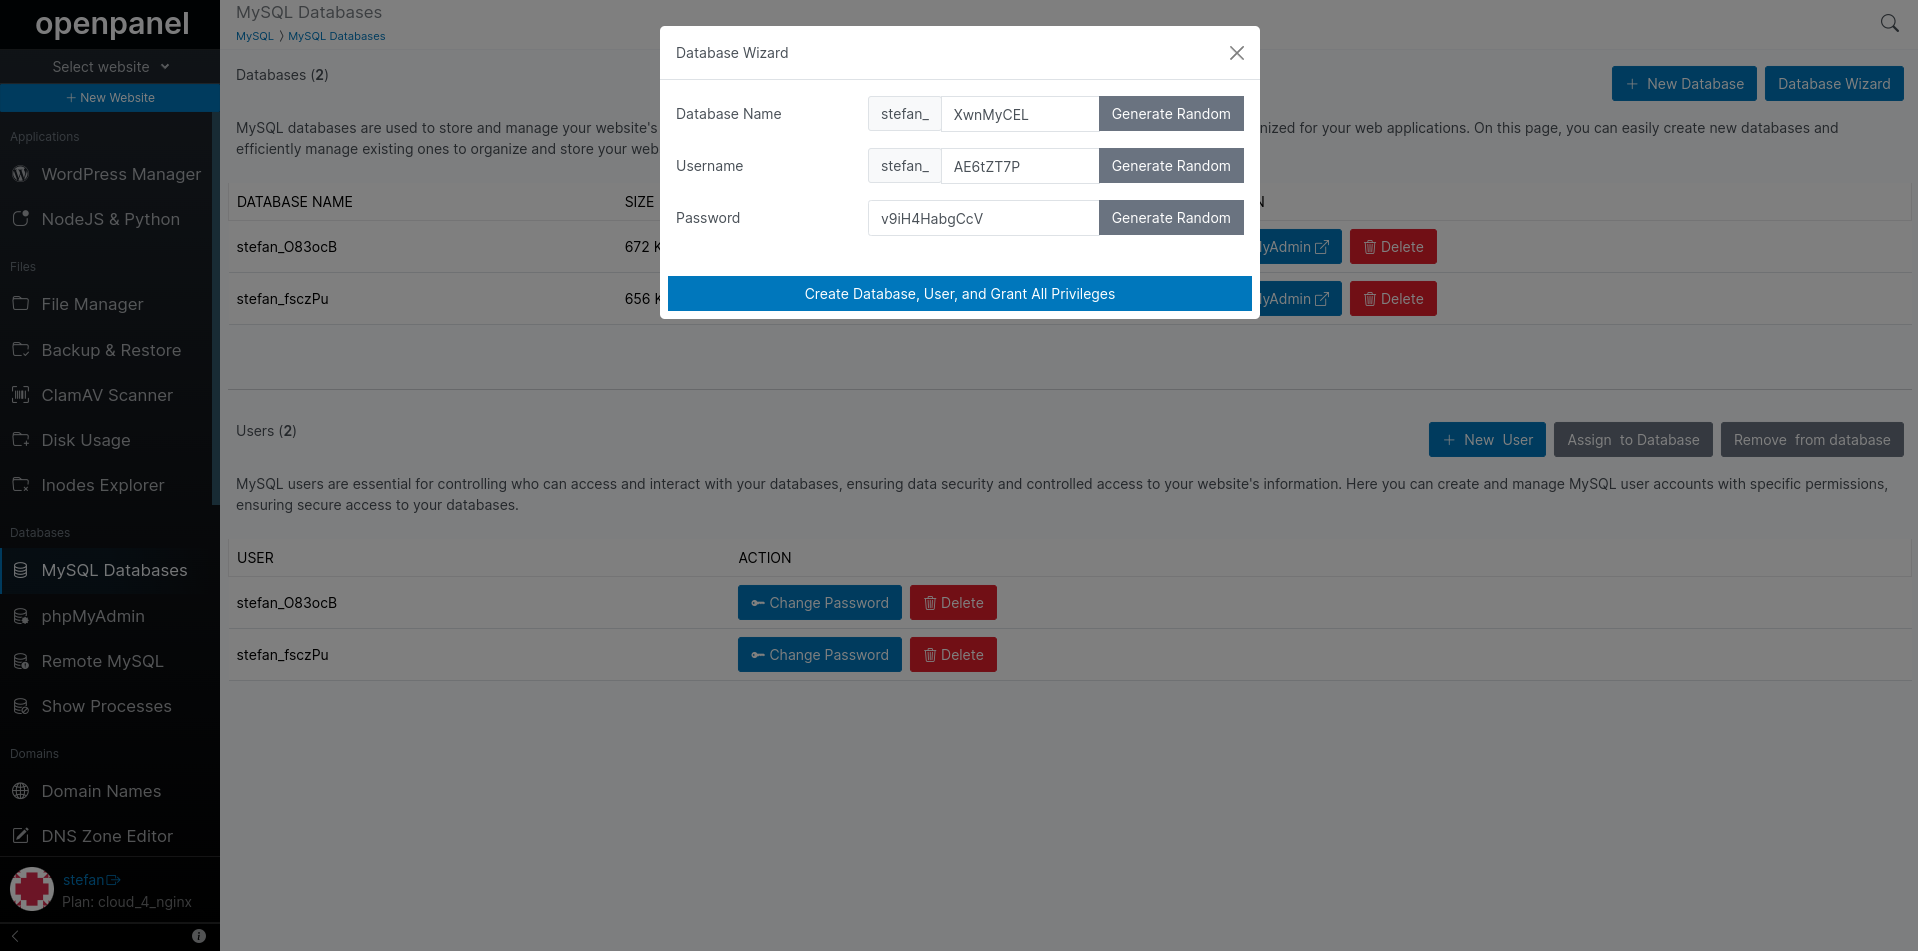 openpanel
Select website
+ New Website
Applications
WordPress Manager
NodeJS & Python
Files
File Manager
Backup & Restore
ClamAV Scanner
Disk Usage
Inodes Explorer
Databases
MySQL Databases
phpMyAdmin
Remote MySQL
Show Processes
Domains
Domain Names
DNS Zone Editor
stefan
Plan: cloud_4_nginx
MySQL Databases
MySQL > MySQL Databases
Databases (2)
+ New Database
Database Wizard
MySQL databases are used to store and manage your website's
nized for your web applications. On this page, you can easily create new databases and
efficiently manage existing ones to organize and store your web
DATABASE NAME SIZE N
stefan_O83ocB 672 K yAdmin Delete
stefan_fsczPu 656 K yAdmin Delete
Database Wizard
Database Name stefan_ XwnMyCEL Generate Random
Username stefan_ AE6tZT7P Generate Random
Password v9iH4HabgCcV Generate Random
Create Database, User, and Grant All Privileges
Users (2)
+ New User
Assign to Database
Remove from database
MySQL users are essential for controlling who can access and interact with your databases, ensuring data security and controlled access to your website's information. Here you can create and manage MySQL user accounts with specific permissions,
ensuring secure access to your databases.
USER ACTION
stefan_O83ocB Change Password Delete
stefan_fsczPu Change Password Delete